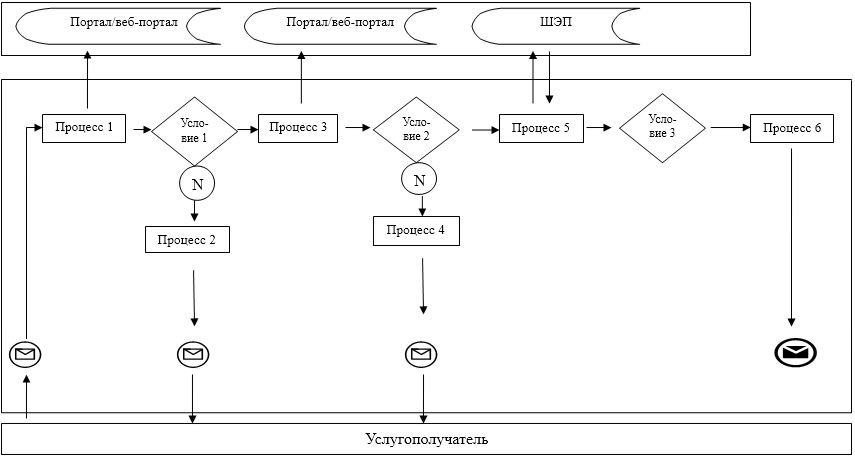 Портал/веб-портал
Портал/веб-портал
ШЭП
Процесс 1
Усло-
вие 1
Процесс 3
Усло-
вие 2
Процесс 5
Усло-
вие 3
Процесс 6
N
N
Процесс 2
Процесс 4
Услугополучатель